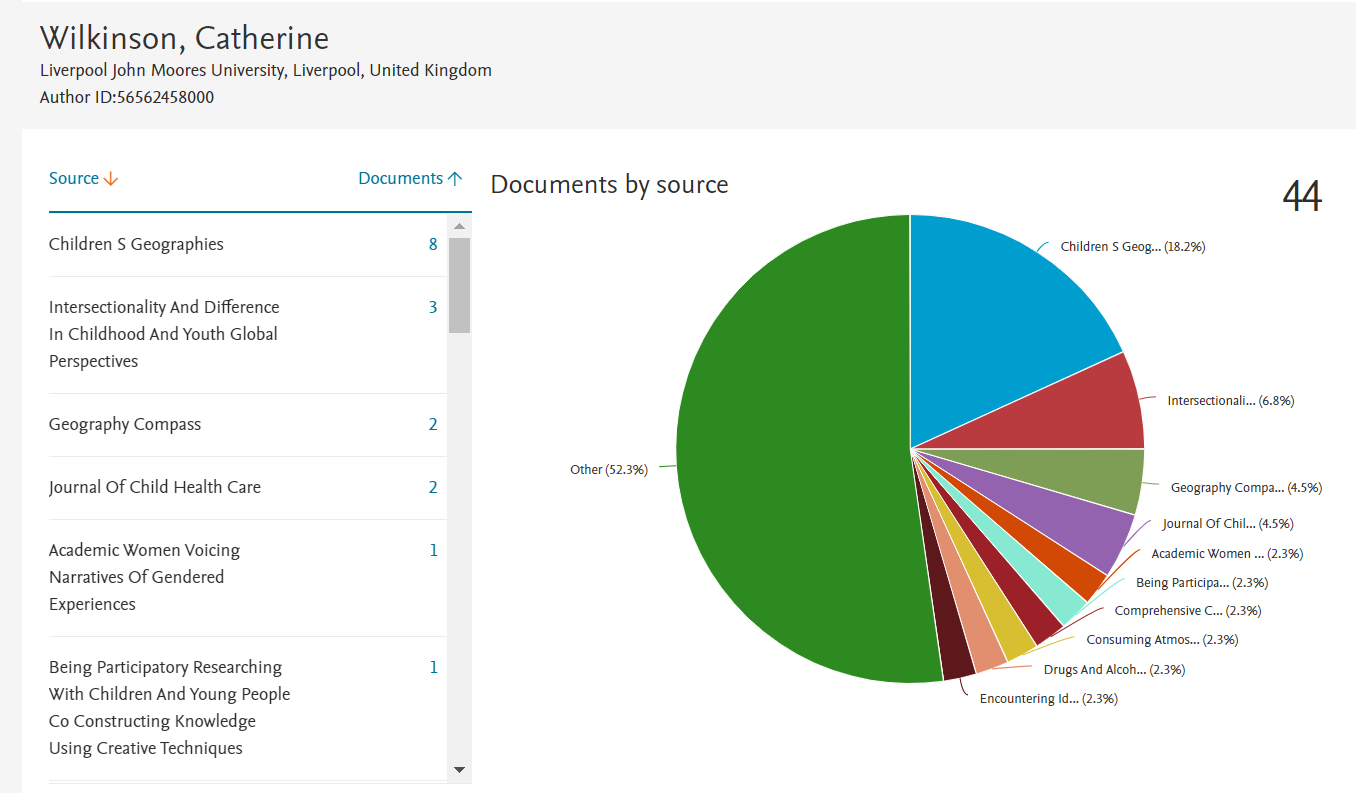 Wilkinson, Catherine
Liverpool John Moores University, Liverpool, United Kingdom
Author ID:56562458000
Source Documents
Children S Geographies 8
Intersectionality And Difference 3
In Childhood And Youth Global
Perspectives
Geography Compass 2
Journal Of Child Health Care 2
Academic Women Voicing 1
Narratives Of Gendered
Experiences
Being Participatory Researching 1
With Children And Young People
Co Constructing Knowledge
Using Creative Techniques
Documents by source
44
Children S Geog... (18.2%)
Intersectionali... (6.8%)
Geography Compa... (4.5%)
Journal Of Chil... (4.5%)
Academic Women ... (2.3%)
Being Participa... (2.3%)
Comprehensive C... (2.3%)
Consuming Atmos... (2.3%)
Drugs And Alcoh... (2.3%)
Encountering Id... (2.3%)
Other (52.3%)